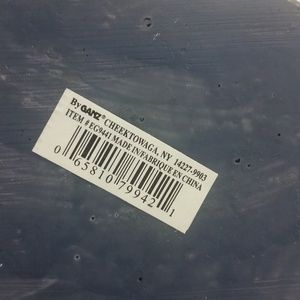 By GANZ® CHEEKTOWAGA, NY 14227-9903
ITEM # EG9441 MADE IN/FABRIQUE EN CHINA
0 65810 79942 1